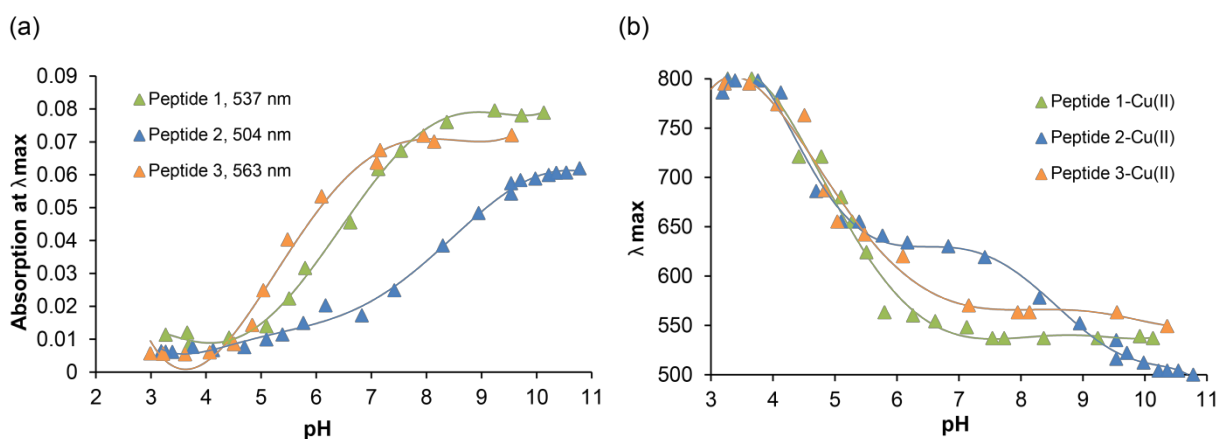 (a)
Absorption at λmax
0.09
0.08
0.07
0.06
0.05
0.04
0.03
0.02
0.01
0
Peptide 1, 537 nm
Peptide 2, 504 nm
Peptide 3, 563 nm
2 3 4 5 6 7 8 9 10 11
pH
(b)
λ max
800
750
700
650
600
550
500
Peptide 1-Cu(II)
Peptide 2-Cu(II)
Peptide 3-Cu(II)
3 4 5 6 7 8 9 10 11
pH